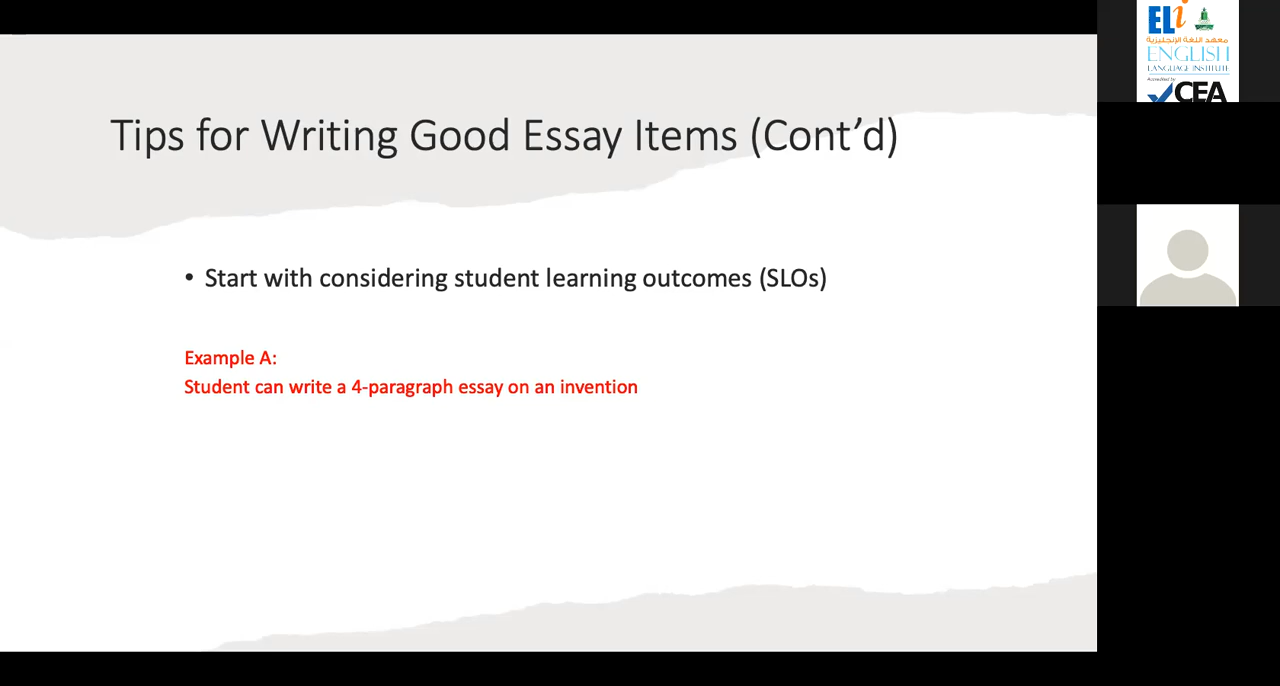 Tips for Writing Good Essay Items (Cont’d)
• Start with considering student learning outcomes (SLOs)
Example A:
Student can write a 4-paragraph essay on an invention
ELi
معهد اللغة الإنجليزية
ENGLISH
LANGUAGE INSTITUTE
Accredited by
CEA